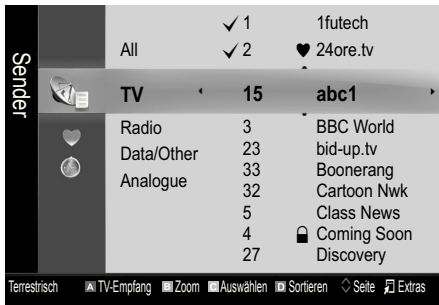 Sender
✓ 1 1futech
All ✓ 2 ♥ 24ore.tv
TV 15 abc1
Radio 3 BBC World
Data/Other 23 bid-up.tv
Analogue 33 Boonerang
32 Cartoon Nwk
5 Class News
4 Coming Soon
27 Discovery
Terrestrisch A TV-Empfang B Zoom C Auswählen D Sortieren Seite Extras